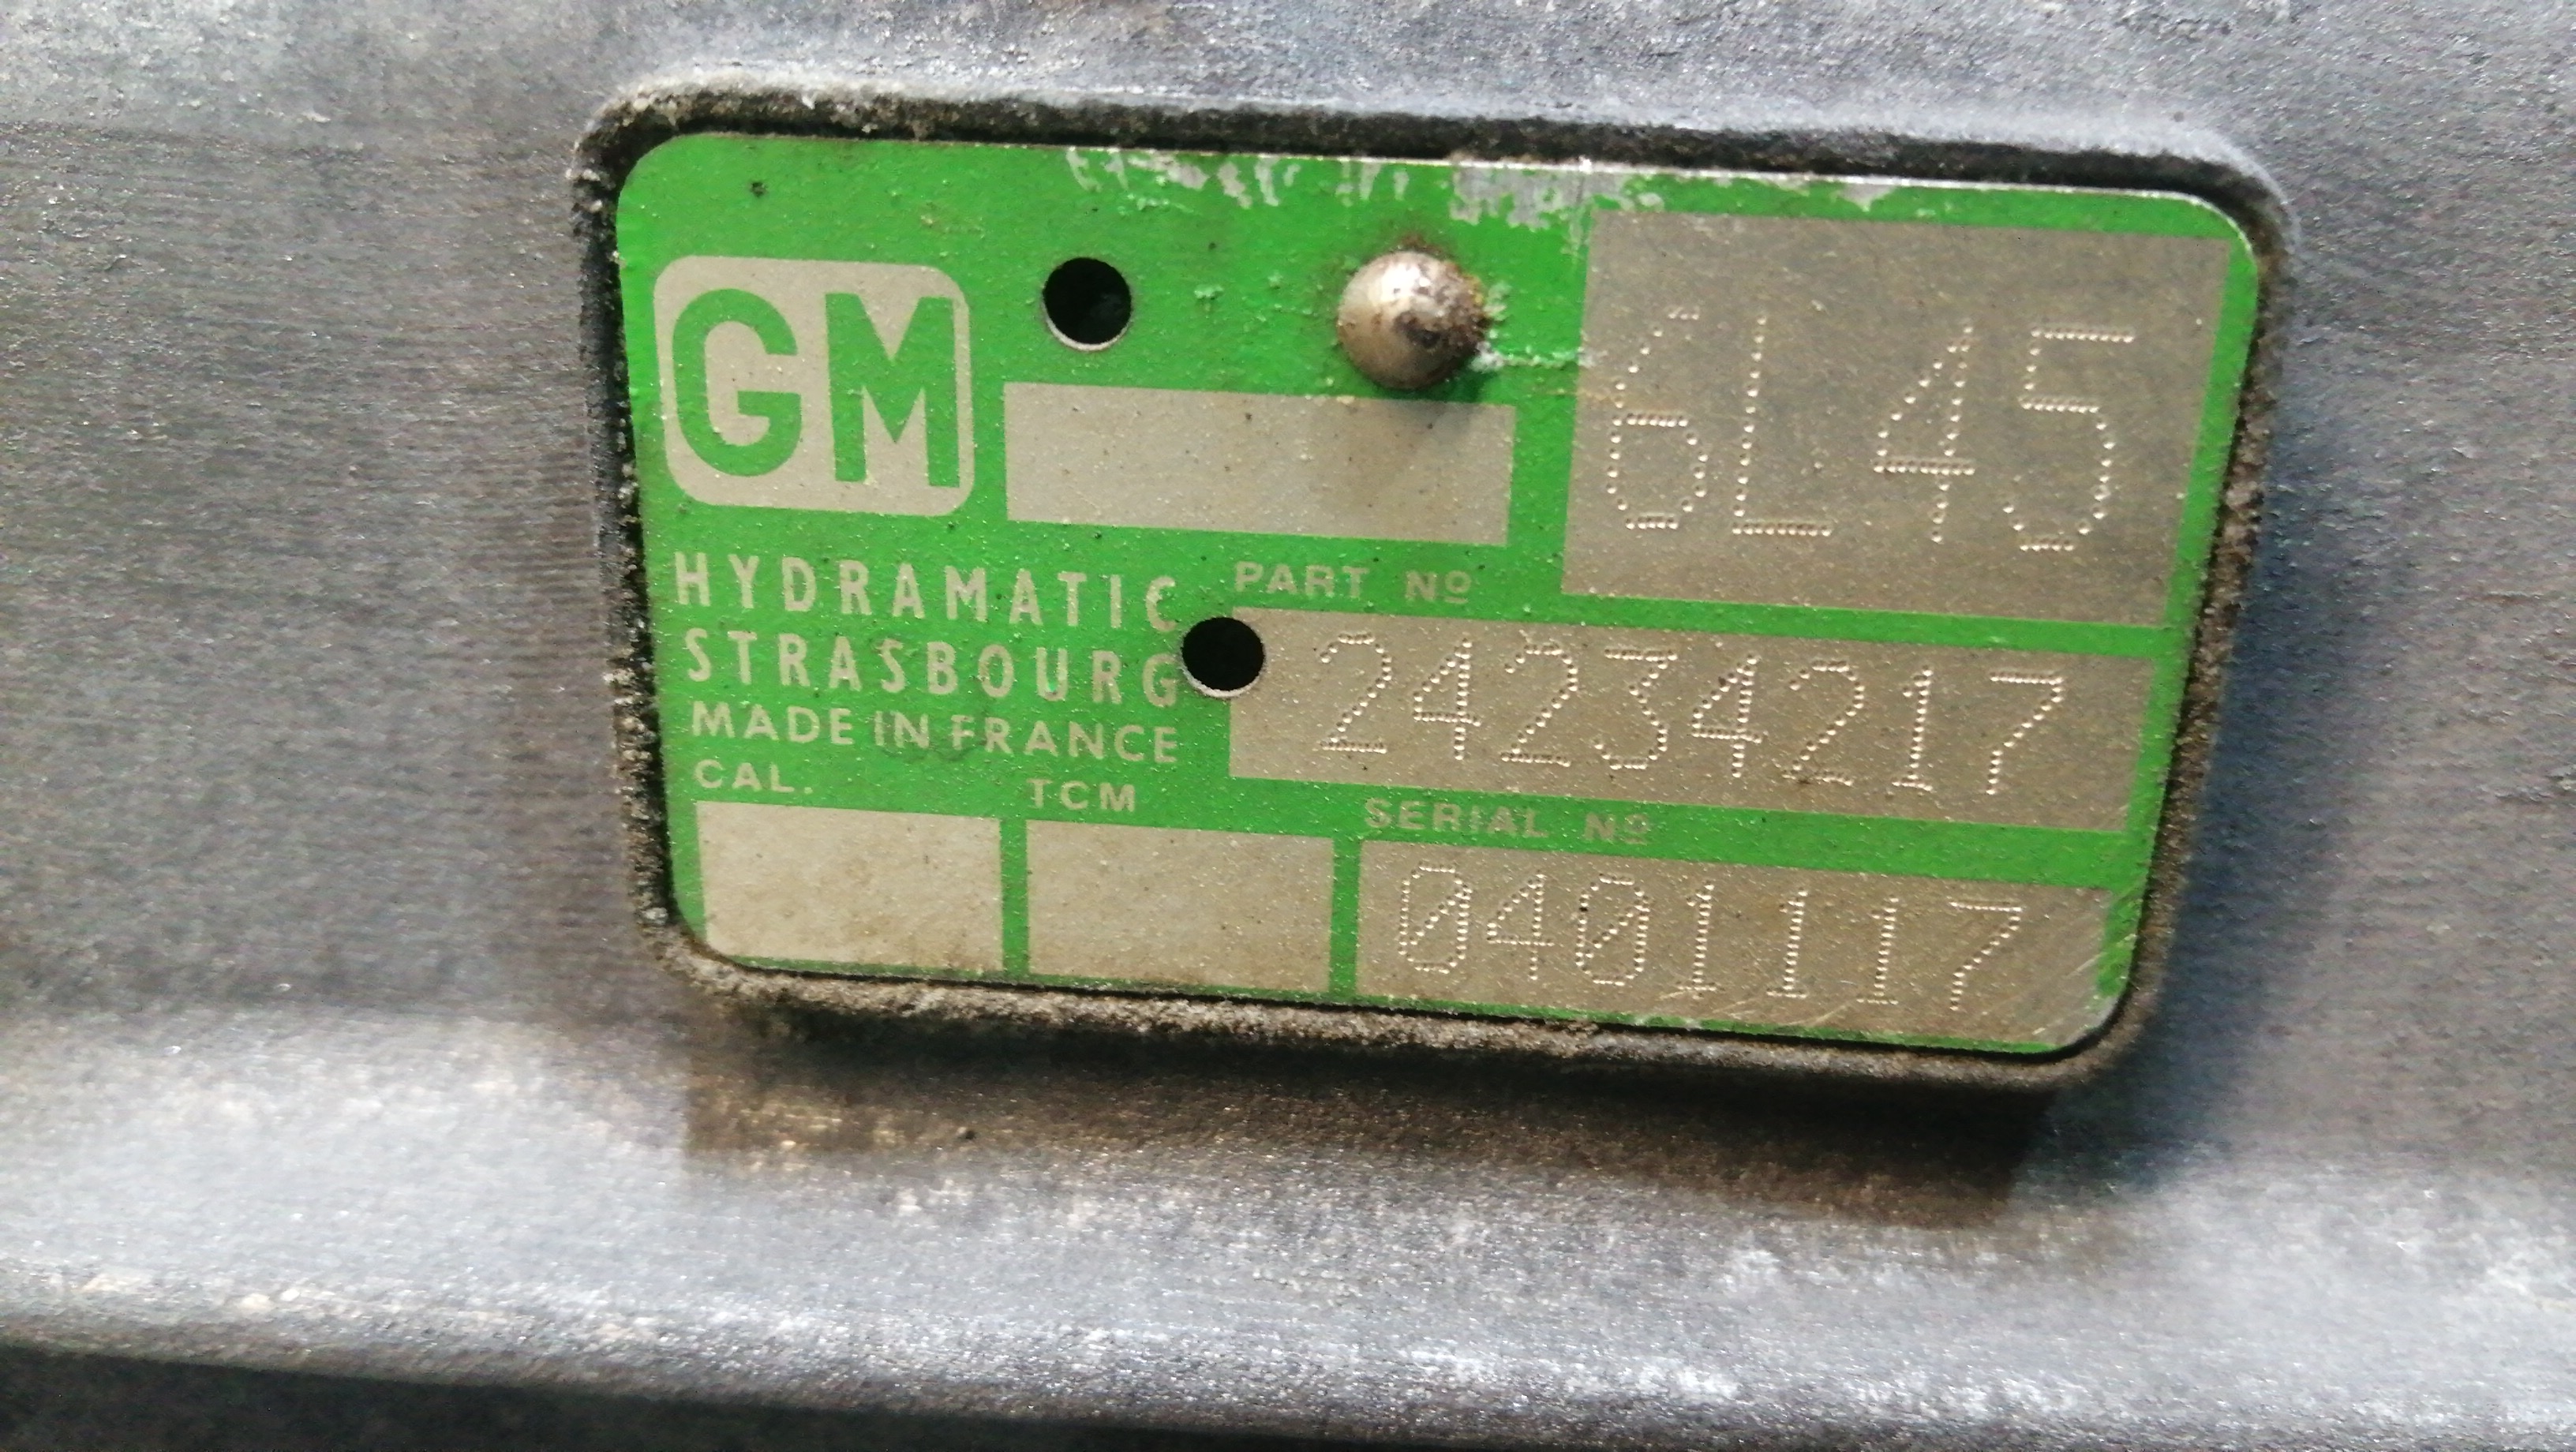 GM
6L45
HYDRAMATIC
STRASBOURG
MADE IN FRANCE
PART Nº
24234217
CAL.
TCM
SERIAL Nº
0401117